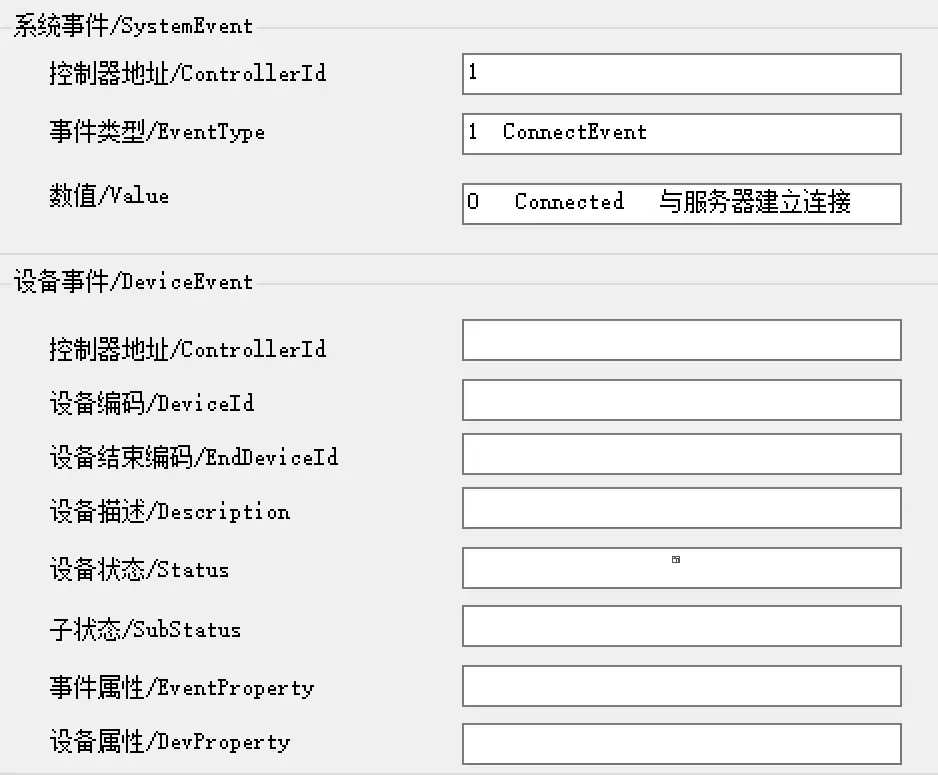 系统事件/SystemEvent
控制器地址/ControllerId 1
事件类型/EventType 1 ConnectEvent
数值/Value 0 Connected 与服务器建立连接
设备事件/DeviceEvent
控制器地址/ControllerId
设备编码/DeviceId
设备结束编码/EndDeviceId
设备描述/Description
设备状态/Status
子状态/SubStatus
事件属性/EventProperty
设备属性/DevProperty